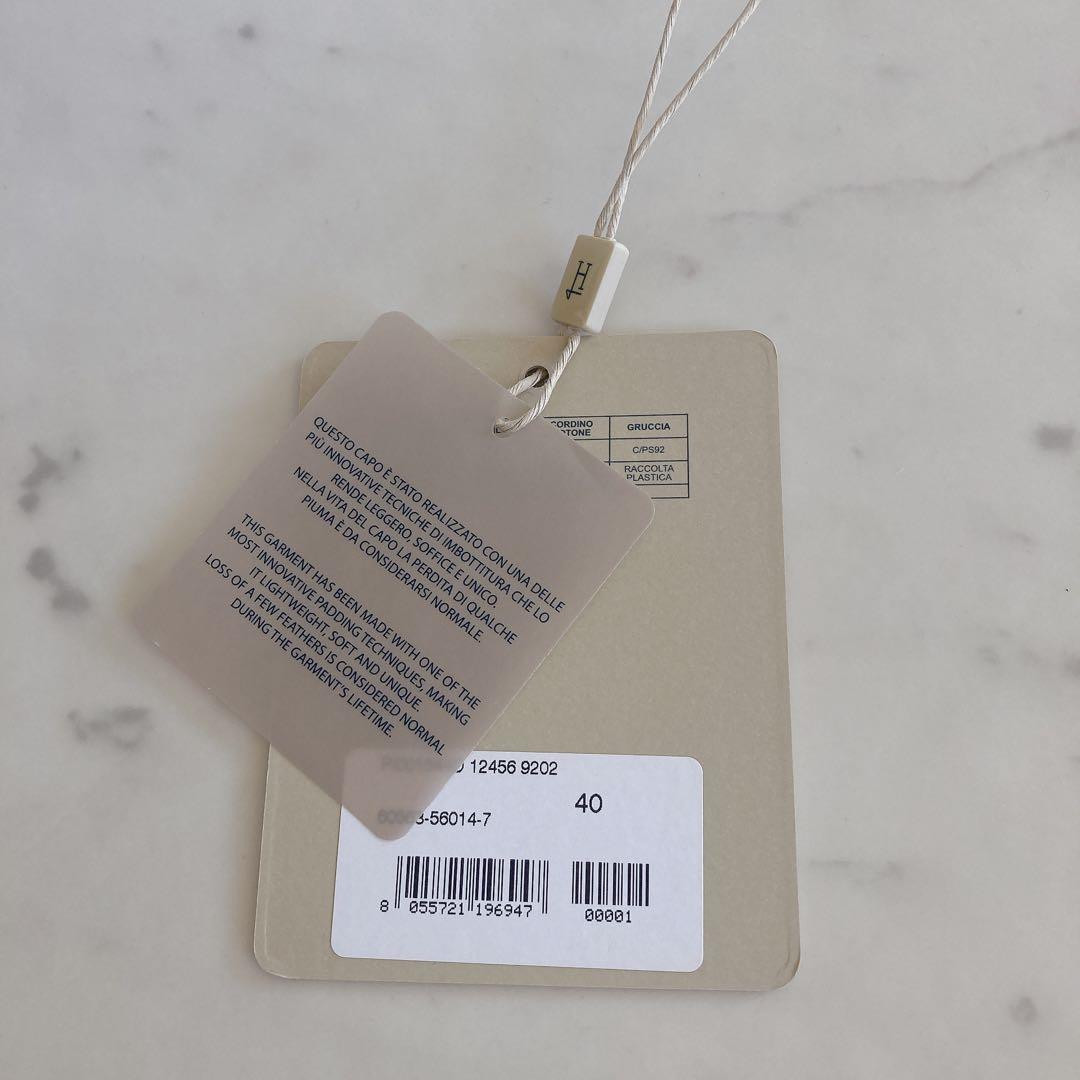 CORDINO GRUCCIA
C/PS92
RACCOLTA
PLASTICA
QUESTO CAPO È STATO REALIZZATO CON UNA DELLE
PIÙ INNOVATIVE TECNICHE DI IMBOTTITURA CHE LO
RENDE LEGGERO, SOFFICE E UNICO.
NELLA VITA DEL CAPO LA PERDITA DI QUALCHE
PIUMA È DA CONSIDERARSI NORMALE.
THIS GARMENT HAS BEEN MADE WITH ONE OF THE
MOST INNOVATIVE PADDING TECHNIQUES, MAKING
IT LIGHTWEIGHT, SOFT AND UNIQUE.
LOSS OF A FEW FEATHERS IS CONSIDERED NORMAL
DURING THE GARMENT'S LIFETIME.
12456 9202
40
-56014-7
8 055721 196947
00001